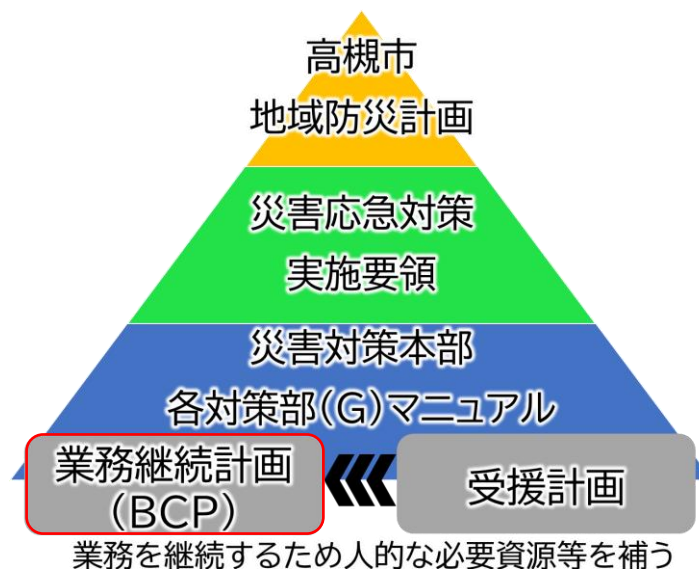 高槻市
地域防災計画
災害応急対策
実施要領
災害対策本部
各対策部(G)マニュアル
業務継続計画
(BCP)
受援計画
業務を継続するため人的な必要資源等を補う